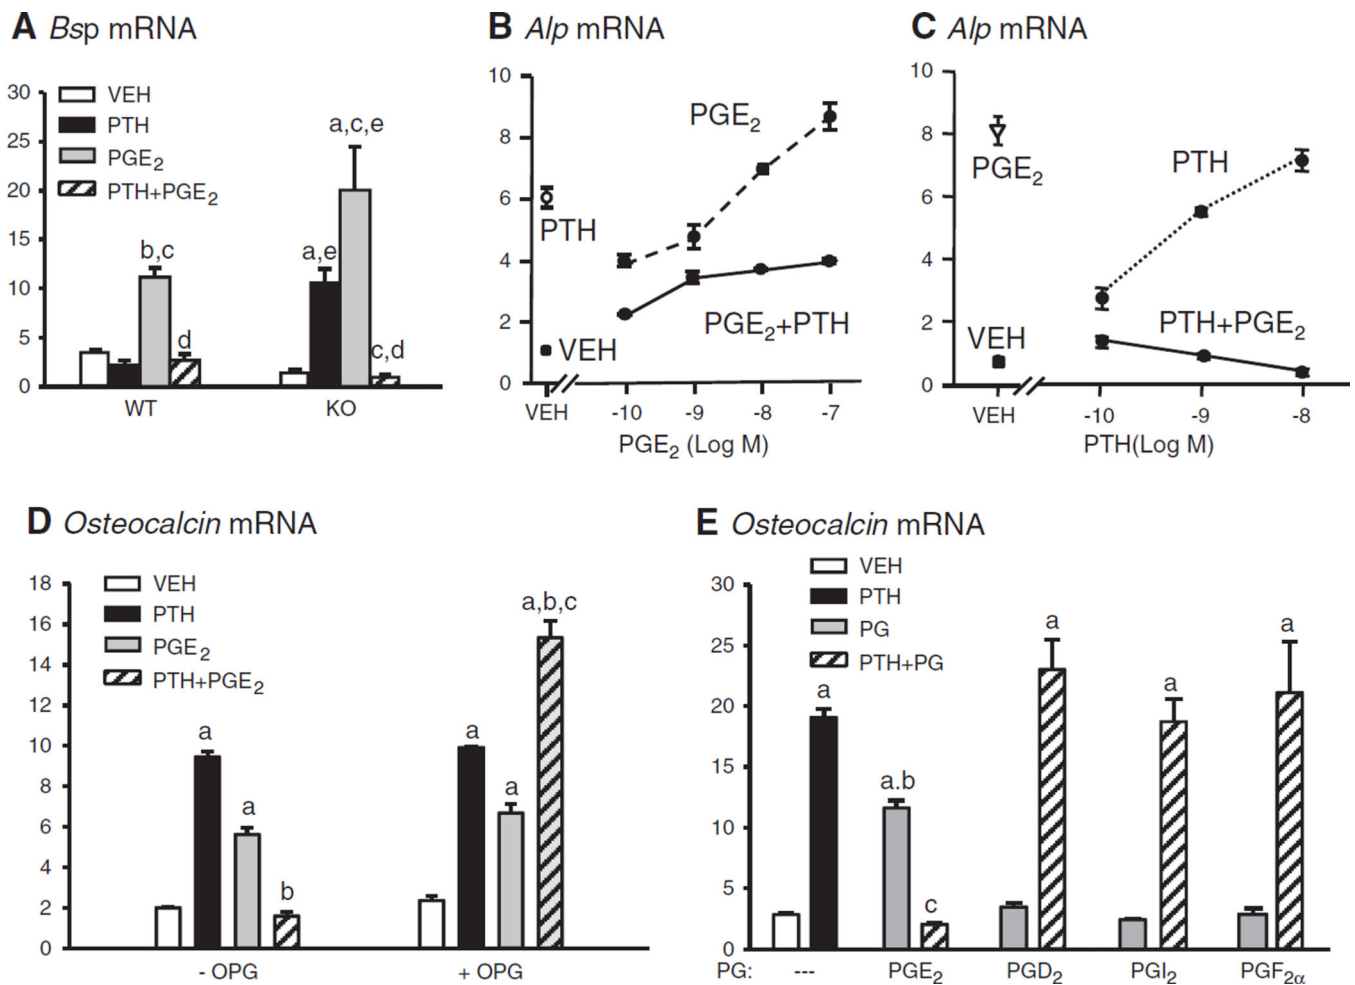 A Bsp mRNA
30
25
20
15
10
5
0
VEH
PTH
PGE2
PTH+PGE2
b,c
d
a,e
a,c,e
c,d
WT KO
B Alp mRNA
10
8
6
4
2
0
PGE2
PTH
PGE2+PTH
VEH
VEH -10 -9 -8 -7
PGE2 (Log M)
C Alp mRNA
10
8
6
4
2
0
PGE2
PTH
VEH
PTH+PGE2
VEH -10 -9 -8
PTH(Log M)
D Osteocalcin mRNA
18
16
14
12
10
8
6
4
2
0
VEH
PTH
PGE2
PTH+PGE2
a
a
b
a
a
a,b,c
- OPG + OPG
E Osteocalcin mRNA
30
25
20
15
10
5
0
VEH
PTH
PG
PTH+PG
a
a.b
c
a
a
a
PG: --- PGE2 PGD2 PGI2 PGF2α